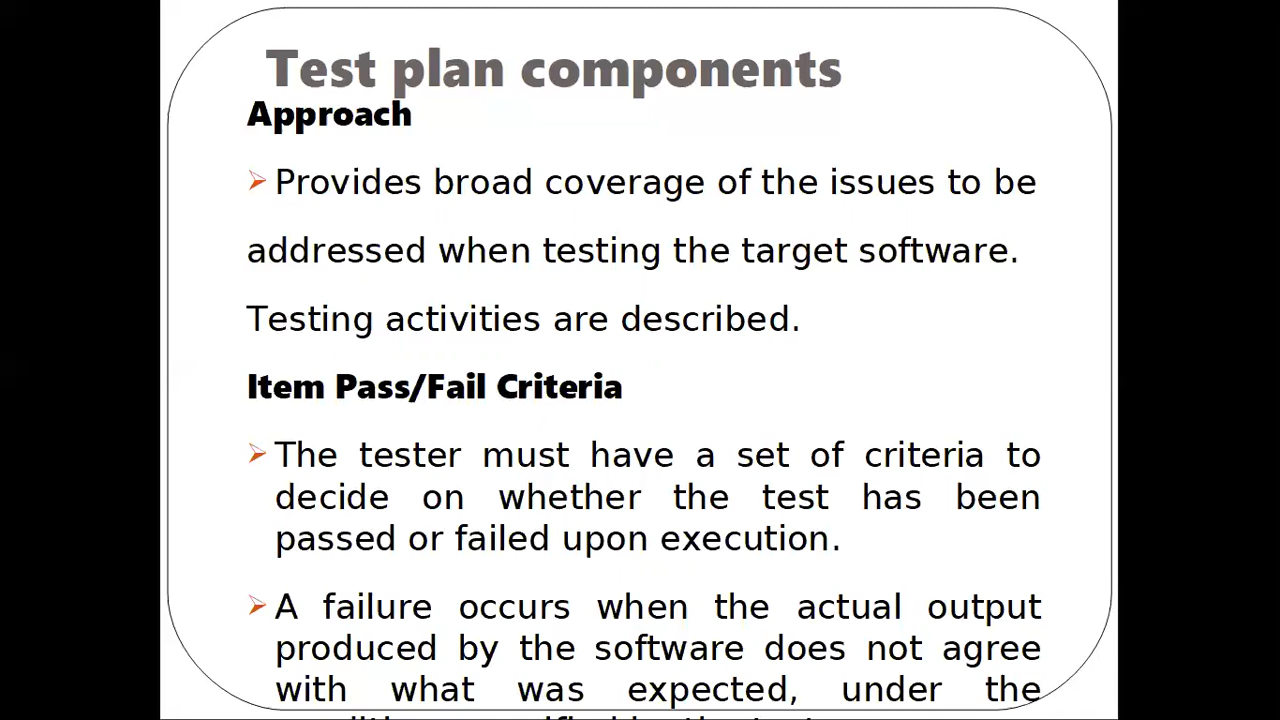 Test plan components
Approach
Provides broad coverage of the issues to be
addressed when testing the target software.
Testing activities are described.
Item Pass/Fail Criteria
The tester must have a set of criteria to
decide on whether the test has been
passed or failed upon execution.
A failure occurs when the actual output
produced by the software does not agree
with what was expected, under the